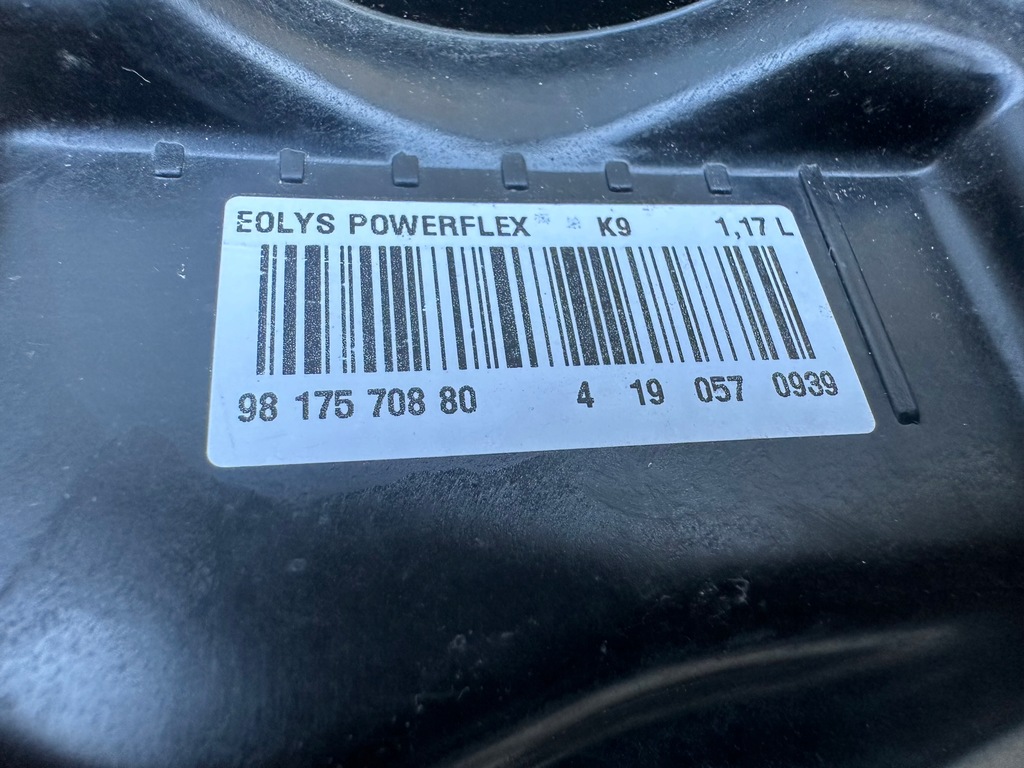 EOLYS POWERFLEX K9 1,17 L
98 175 708 80 4 19 057 0939